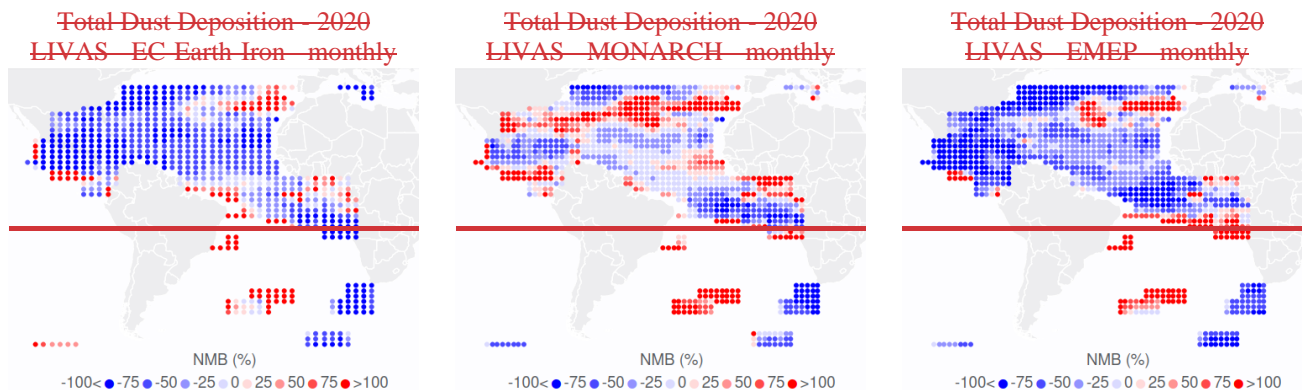 Total Dust Deposition - 2020
LIVAS - EC-Earth-Iron - monthly
NMB (%)
-100< -75 -50 -25 0 25 50 75 >100
Total Dust Deposition - 2020
LIVAS - MONARCH - monthly
NMB (%)
-100< -75 -50 -25 0 25 50 75 >100
Total Dust Deposition - 2020
LIVAS - EMEP - monthly
NMB (%)
-100< -75 -50 -25 0 25 50 75 >100